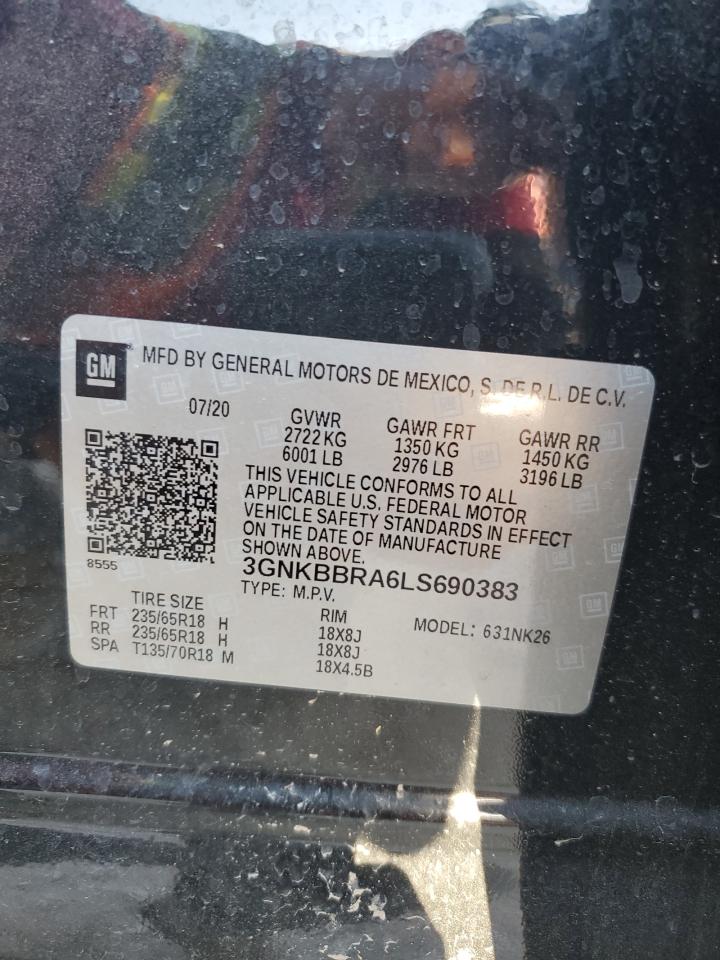 GM MFD BY GENERAL MOTORS DE MEXICO, S. DE R.L. DE C.V.
07/20
GVWR GAWR FRT GAWR RR
2722 KG 1350 KG 1450 KG
6001 LB 2976 LB 3196 LB
THIS VEHICLE CONFORMS TO ALL
APPLICABLE U.S. FEDERAL MOTOR
VEHICLE SAFETY STANDARDS IN EFFECT
ON THE DATE OF MANUFACTURE
SHOWN ABOVE.
8555
3GNKBBRA6LS690383
TYPE: M.P.V.
MODEL: 631NK26
TIRE SIZE RIM
FRT 235/65R18 H 18X8J
RR 235/65R18 H 18X8J
SPA T135/70R18 M 18X4.5B